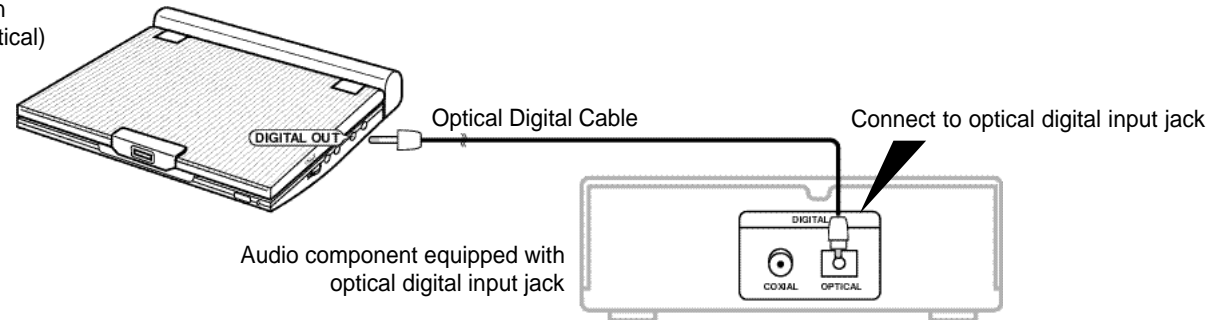 tical)
DIGITAL OUT
Optical Digital Cable
Connect to optical digital input jack
DIGITAL
Audio component equipped with
optical digital input jack
COXIAL OPTICAL